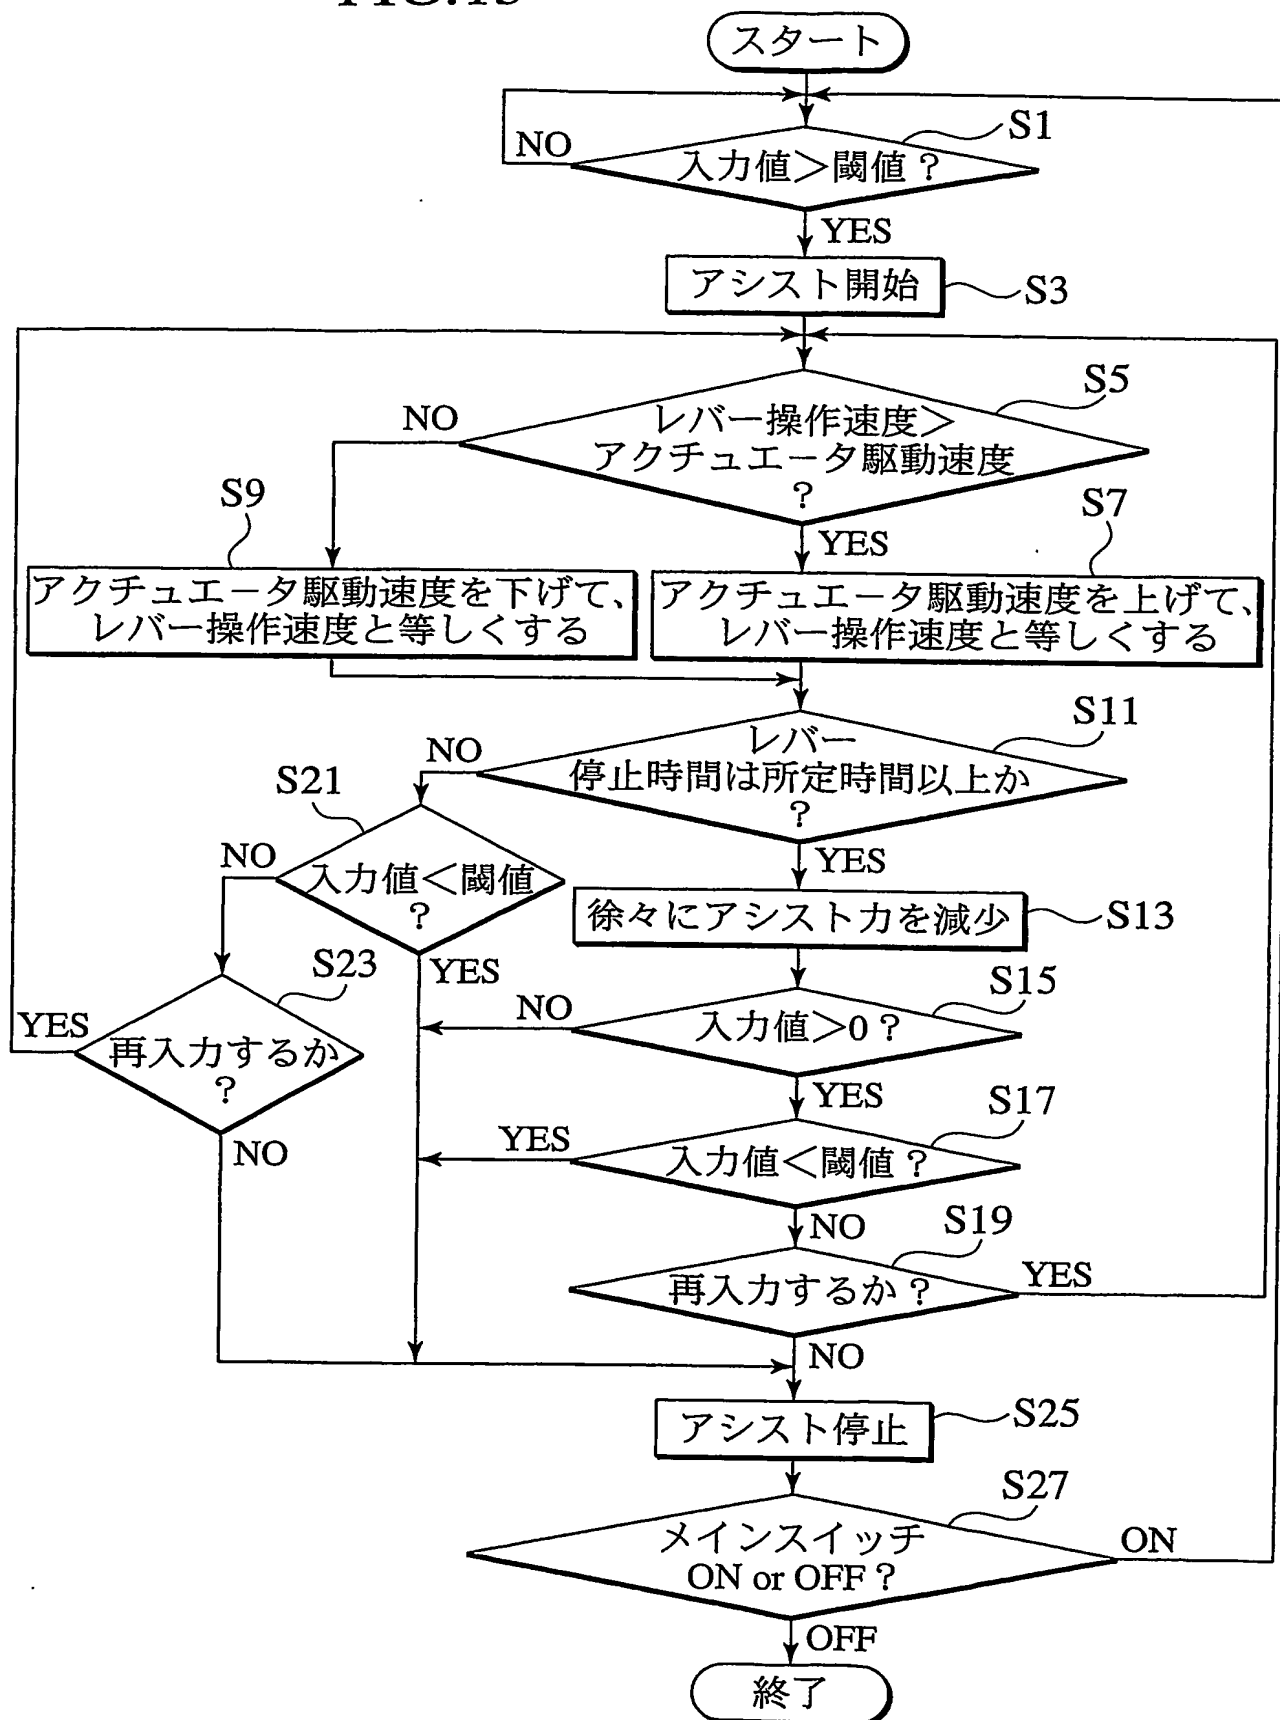 スタート
S1
NO
入力値＞閾値？
YES
アシスト開始
S3
S5
NO
レバー操作速度＞
アクチュエータ駆動速度
？
S9
YES
S7
アクチュエータ駆動速度を下げて、
レバー操作速度と等しくする
アクチュエータ駆動速度を上げて、
レバー操作速度と等しくする
S11
NO
レバー
停止時間は所定時間以上か
？
S21
YES
NO
入力値＜閾値
？
徐々にアシスト力を減少
S13
S23
YES
S15
NO
入力値＞0？
YES
再入力するか
？
YES
S17
NO
YES
入力値＜閾値？
NO
S19
再入力するか？
YES
NO
アシスト停止
S25
S27
メインスイッチ
ON or OFF？
ON
OFF
終了